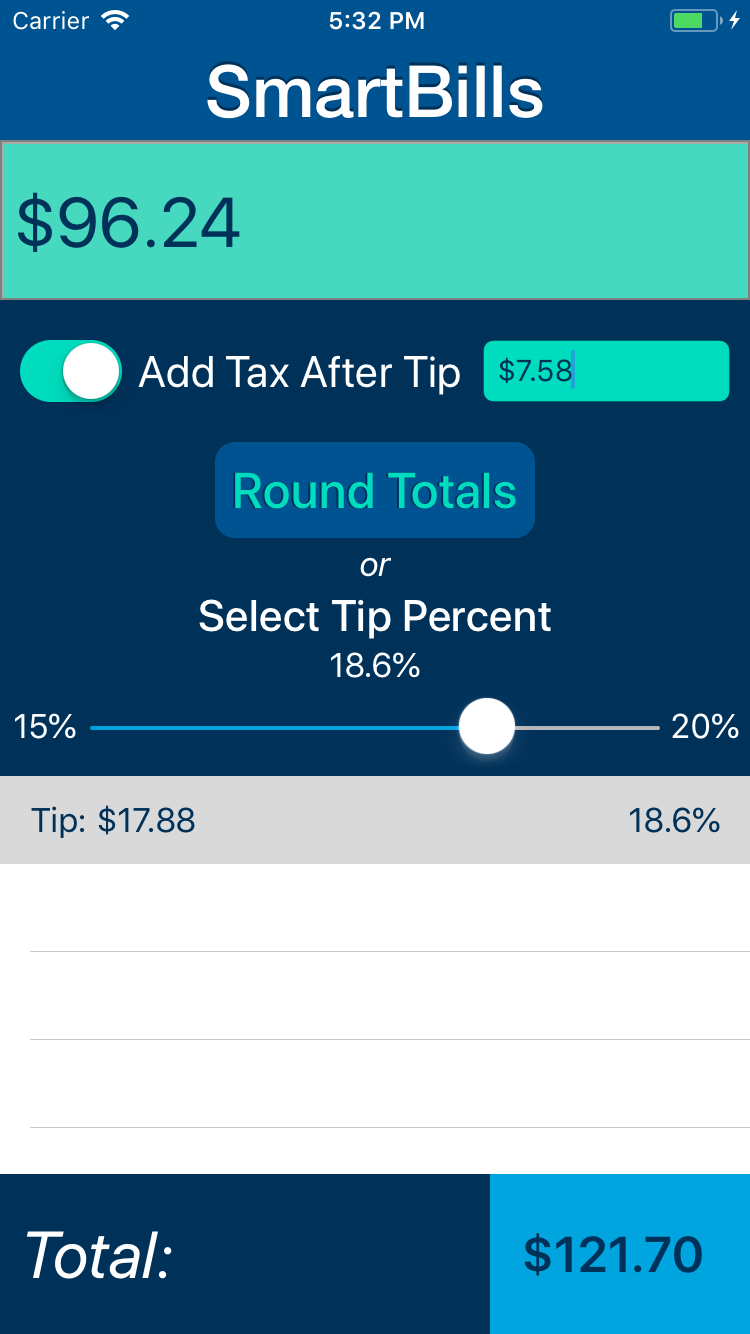 Carrier 5:32 PM
SmartBills
$96.24
Add Tax After Tip $7.58
Round Totals
or
Select Tip Percent
18.6%
15% 20%
Tip: $17.88 18.6%
Total: $121.70